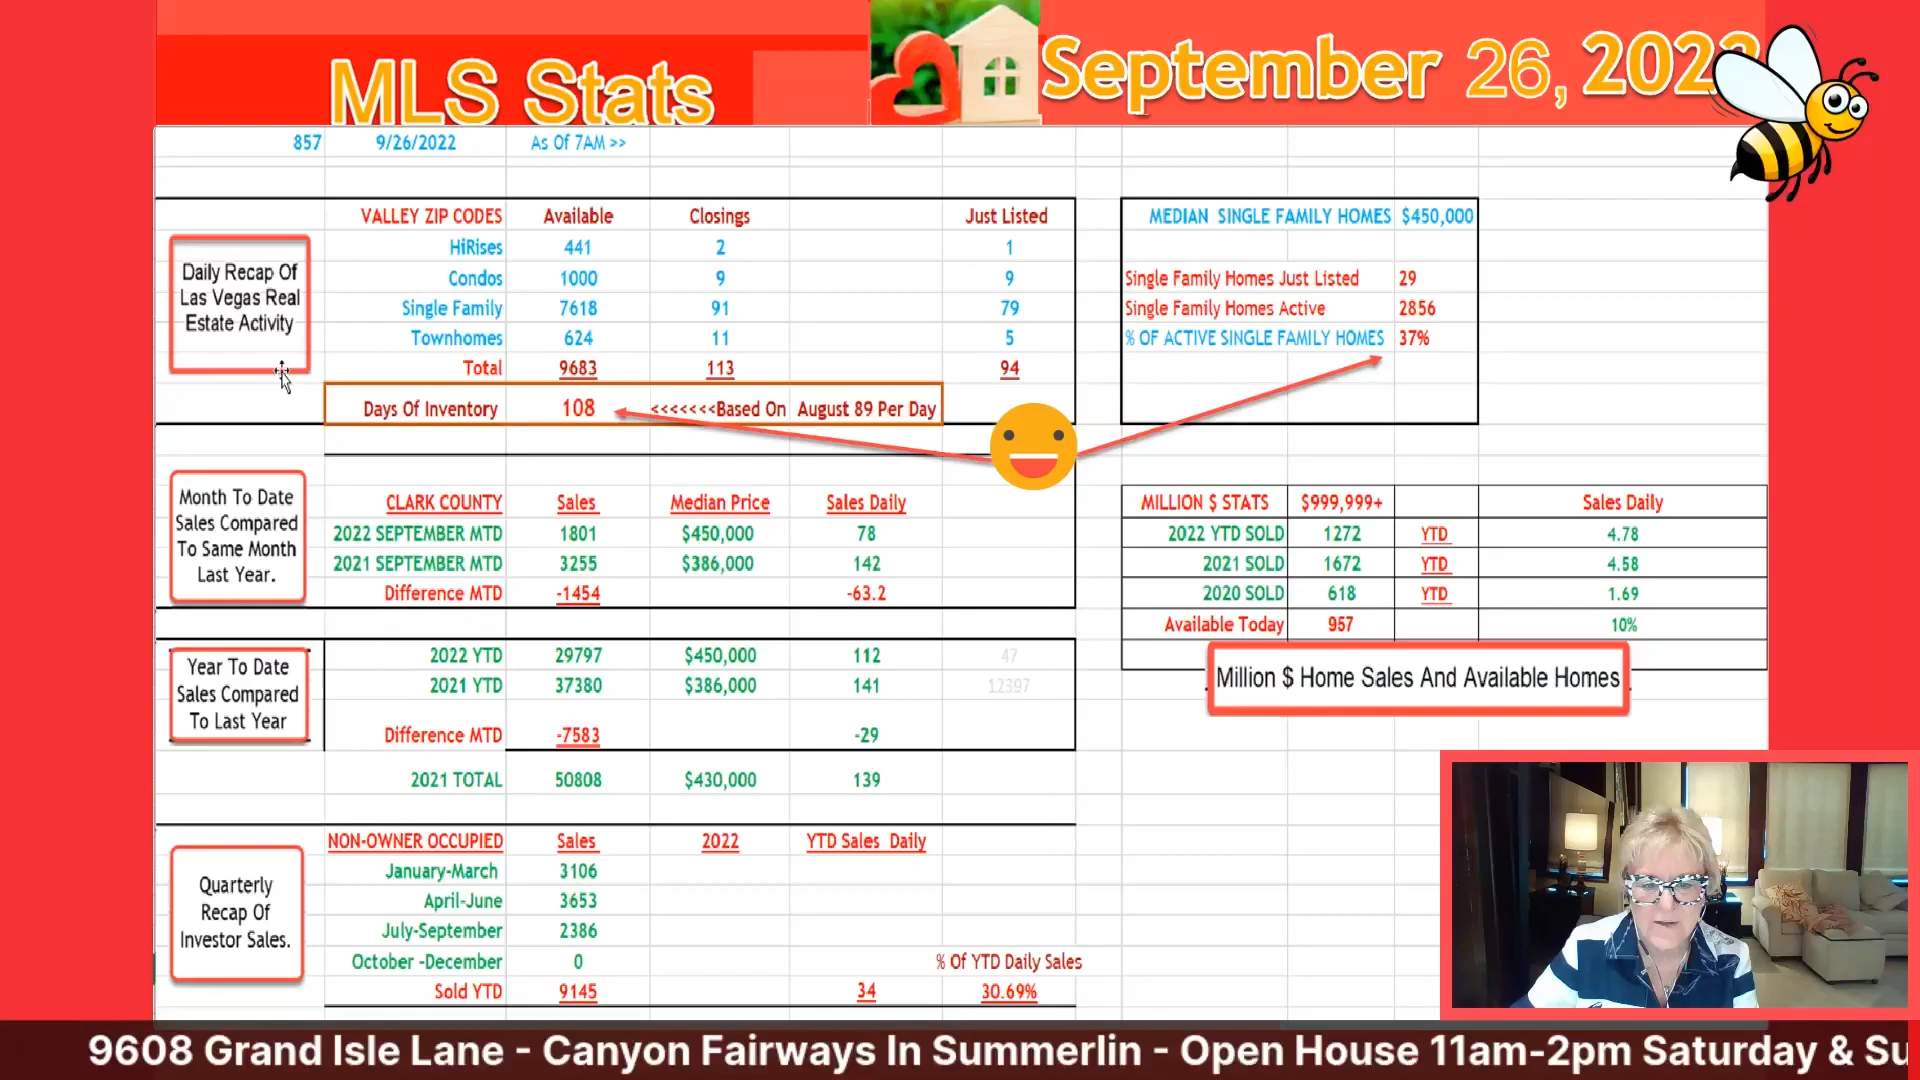 MLS Stats
September 26, 2022
857 9/26/2022 As Of 7AM >>
VALLEY ZIP CODES Available Closings Just Listed
HiRises 441 2 1
Condos 1000 9 9
Single Family 7618 91 79
Townhomes 624 11 5
Total 9683 113 94
Days Of Inventory 108 <<<<<<<Based On August 89 Per Day
Daily Recap Of
Las Vegas Real
Estate Activity
MEDIAN SINGLE FAMILY HOMES $450,000
Single Family Homes Just Listed 29
Single Family Homes Active 2856
% OF ACTIVE SINGLE FAMILY HOMES 37%
Month To Date
Sales Compared
To Same Month
Last Year.
CLARK COUNTY Sales Median Price Sales Daily
2022 SEPTEMBER MTD 1801 $450,000 78
2021 SEPTEMBER MTD 3255 $386,000 142
Difference MTD -1454 -63.2
MILLION $ STATS $999,999+ Sales Daily
2022 YTD SOLD 1272 YTD 4.78
2021 SOLD 1672 YTD 4.58
2020 SOLD 618 YTD 1.69
Available Today 957 10%
Million $ Home Sales And Available Homes
Year To Date
Sales Compared
To Last Year
2022 YTD 29797 $450,000 112 47
2021 YTD 37380 $386,000 141 12397
Difference MTD -7583 -29
2021 TOTAL 50808 $430,000 139
Quarterly
Recap Of
Investor Sales.
NON-OWNER OCCUPIED Sales 2022 YTD Sales Daily
January-March 3106
April-June 3653
July-September 2386
October -December 0 % Of YTD Daily Sales
Sold YTD 9145 34 30.69%
9608 Grand Isle Lane - Canyon Fairways In Summerlin - Open House 11am-2pm Saturday & Su